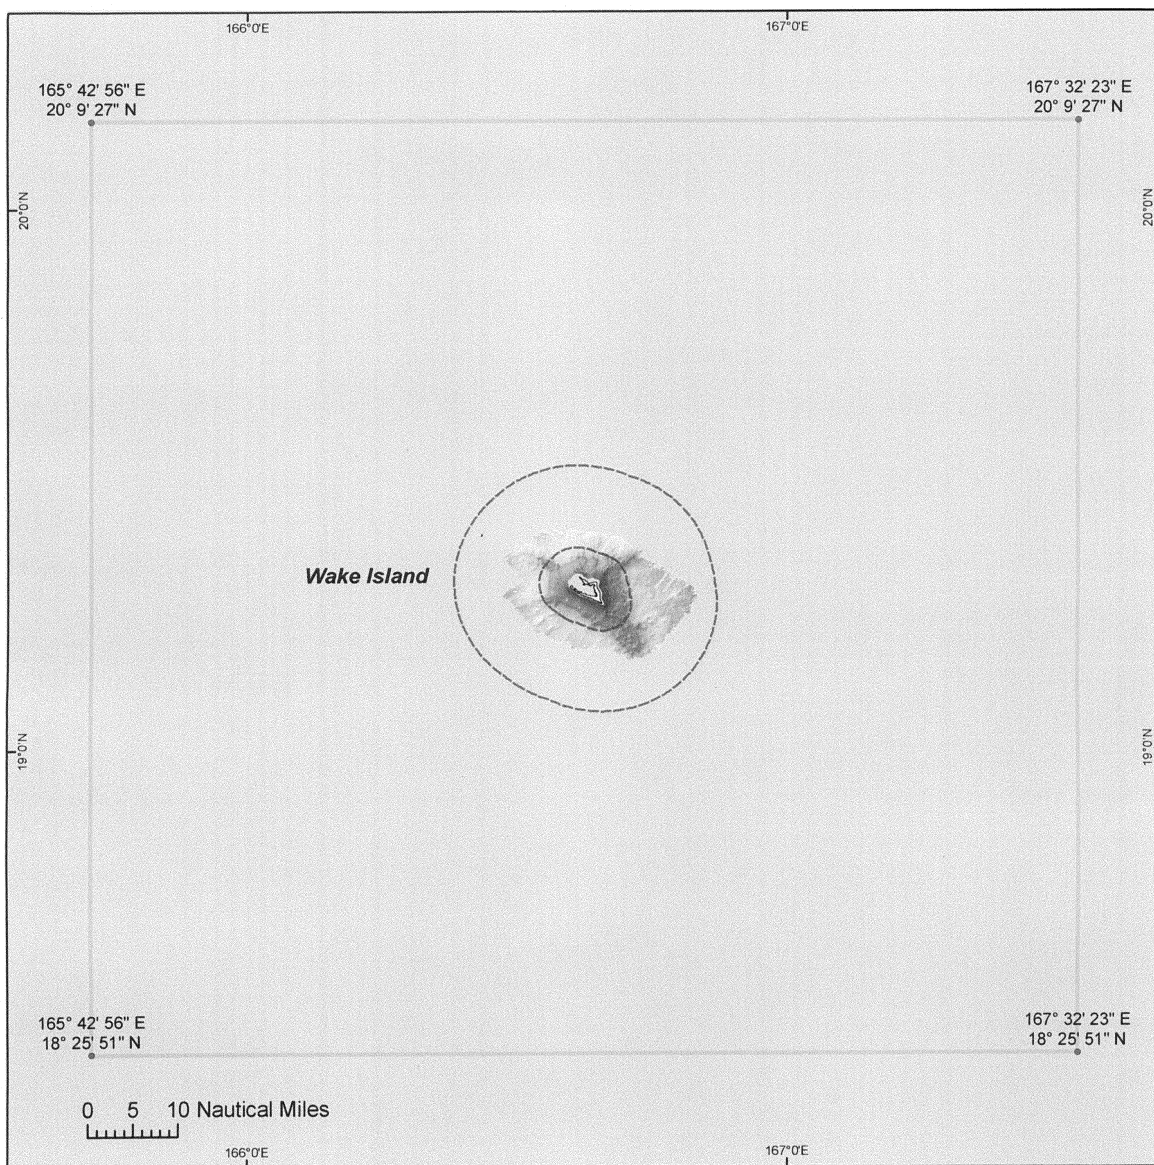 166°0'E
167°0'E
165° 42' 56" E
20° 9' 27" N
167° 32' 23" E
20° 9' 27" N
20°0'N
20°0'N
Wake Island
19°0'N
19°0'N
165° 42' 56" E
18° 25' 51" N
167° 32' 23" E
18° 25' 51" N
0 5 10 Nautical Miles
166°0'E
167°0'E